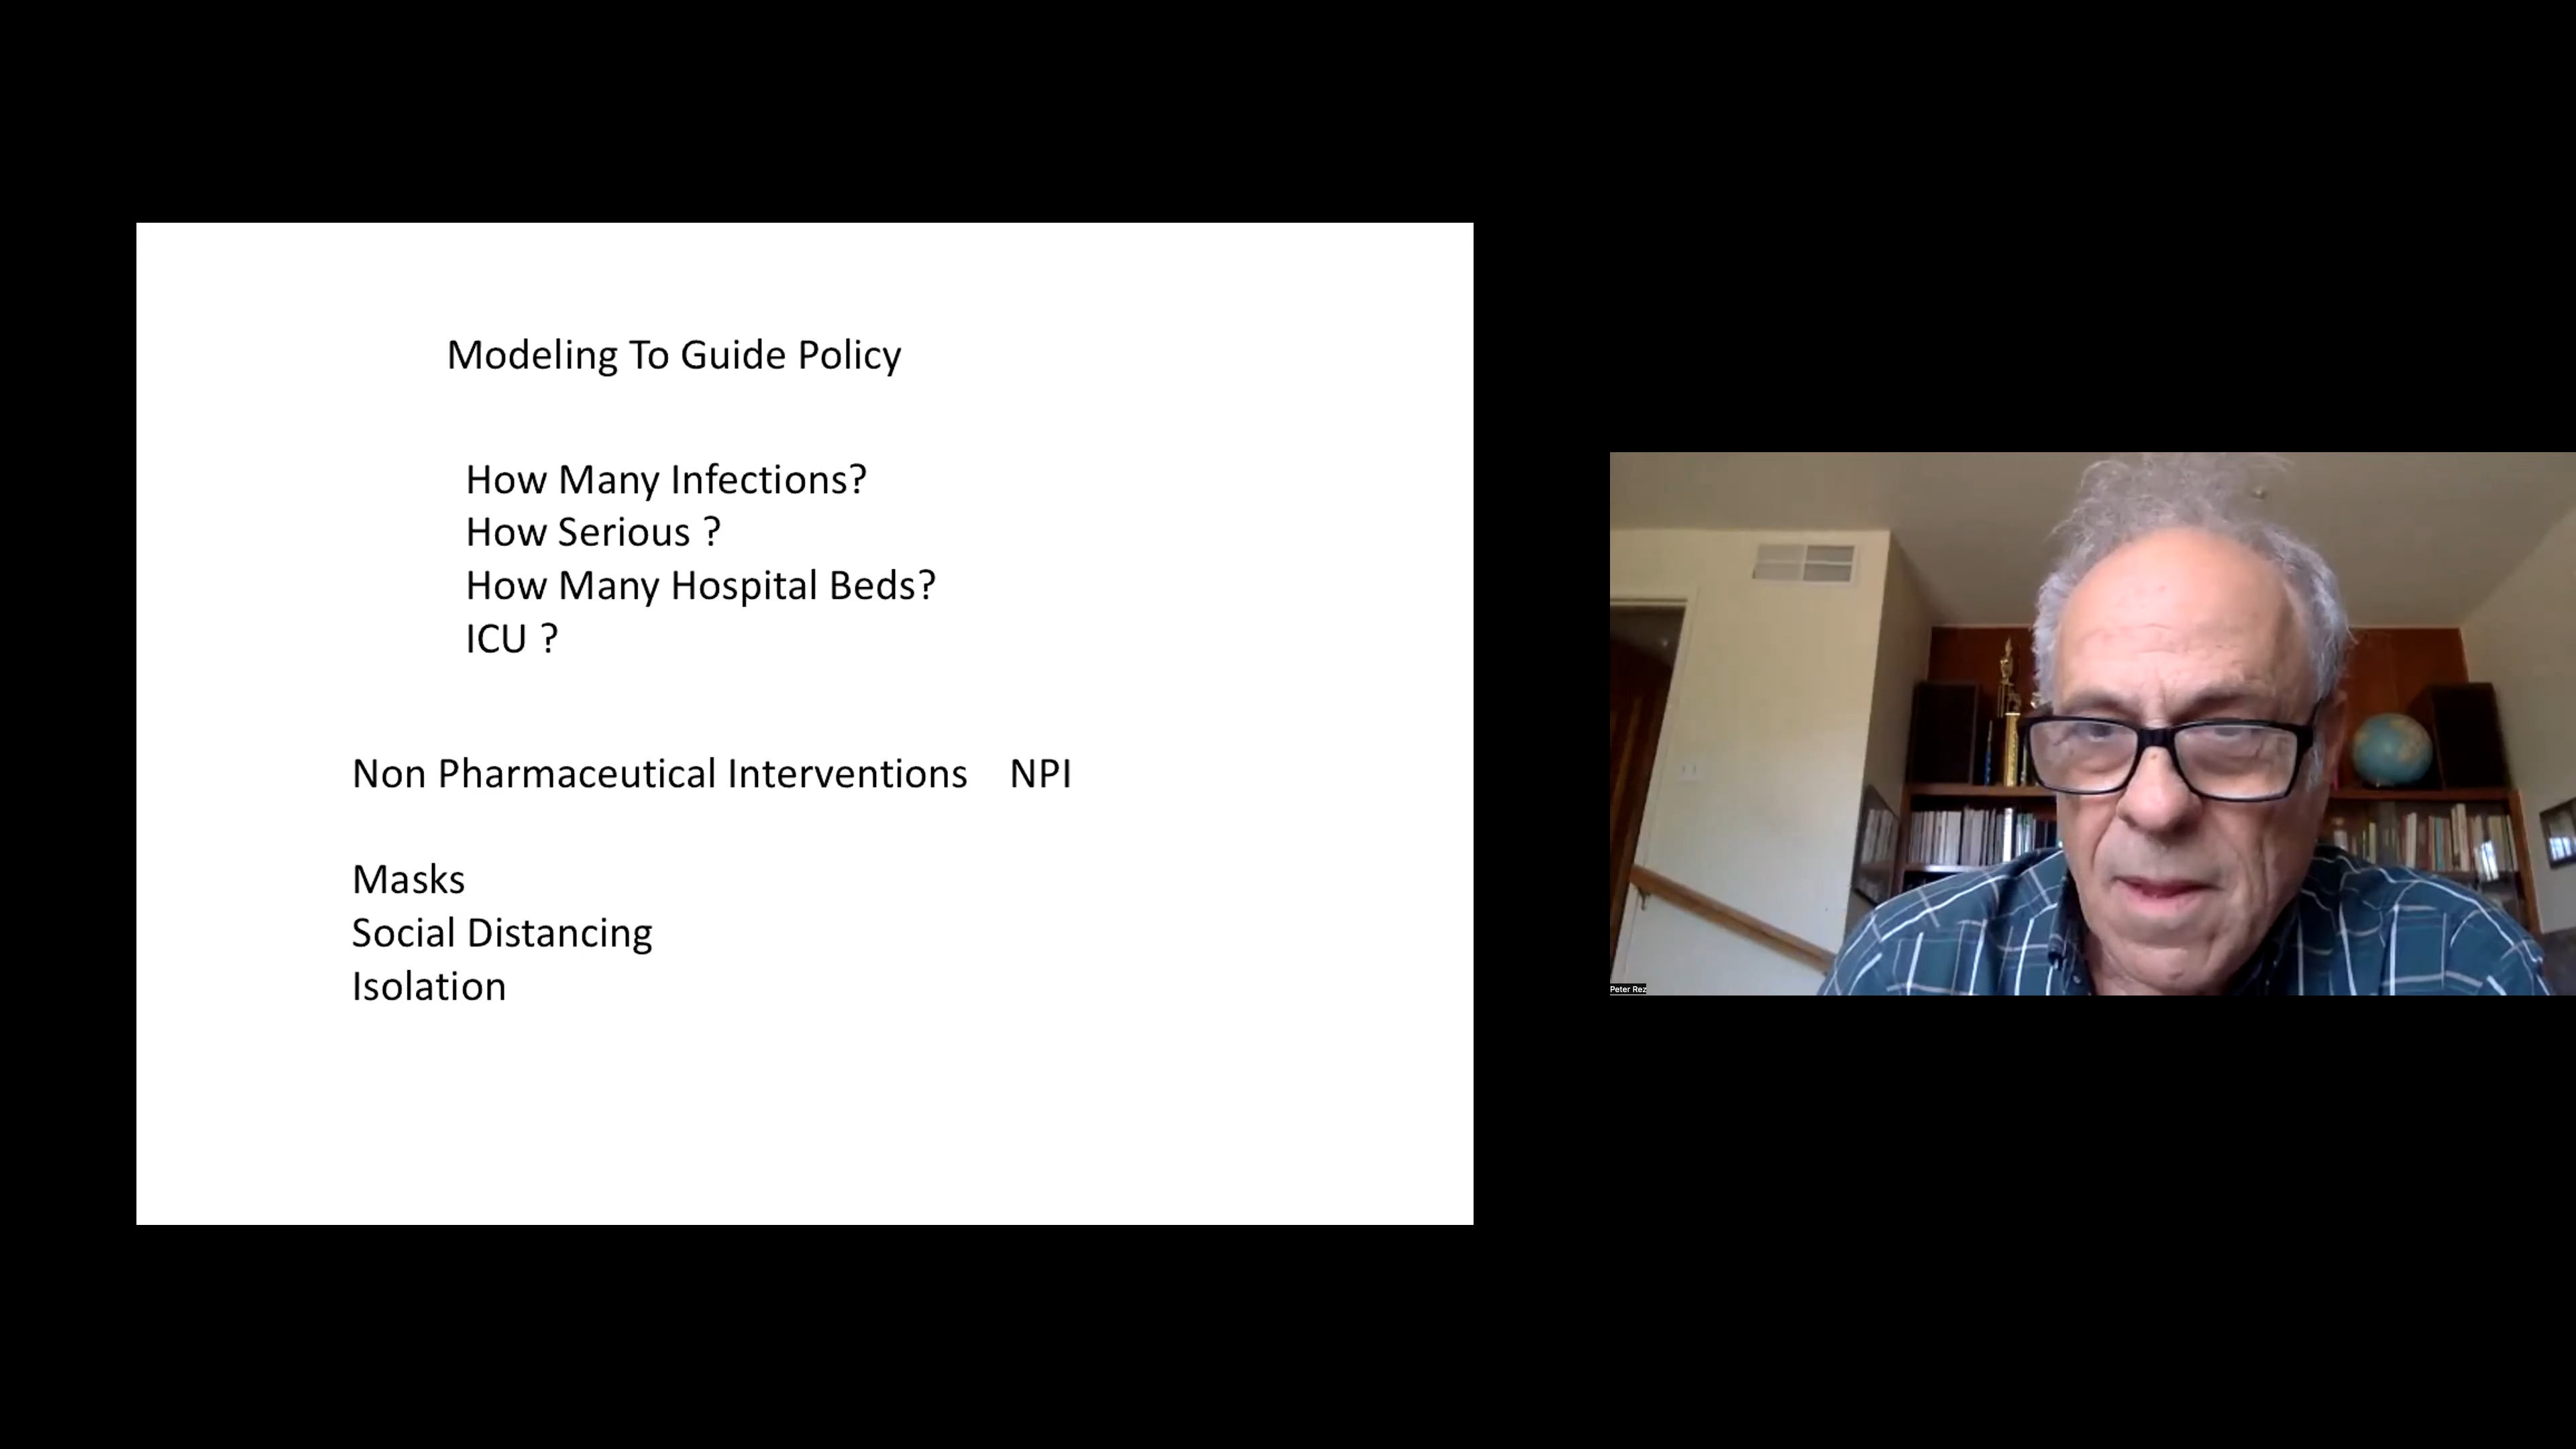 Modeling To Guide Policy
How Many Infections?
How Serious ?
How Many Hospital Beds?
ICU ?
Non Pharmaceutical Interventions NPI
Masks
Social Distancing
Isolation
Peter Rez